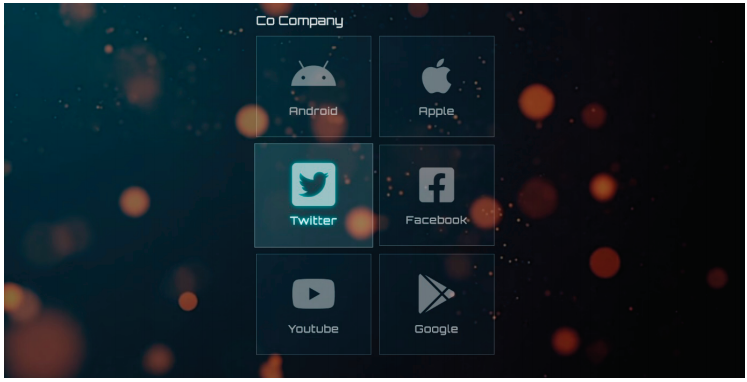 Co Company
Android
Apple
Twitter
Facebook
Youtube
Google